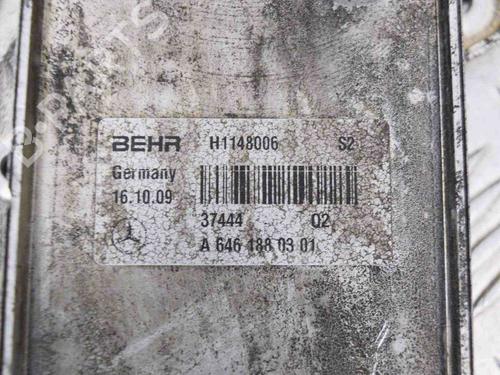 BEHR H1148006 S2
Germany
16.10.09
37444 02
A 646 188 03 01